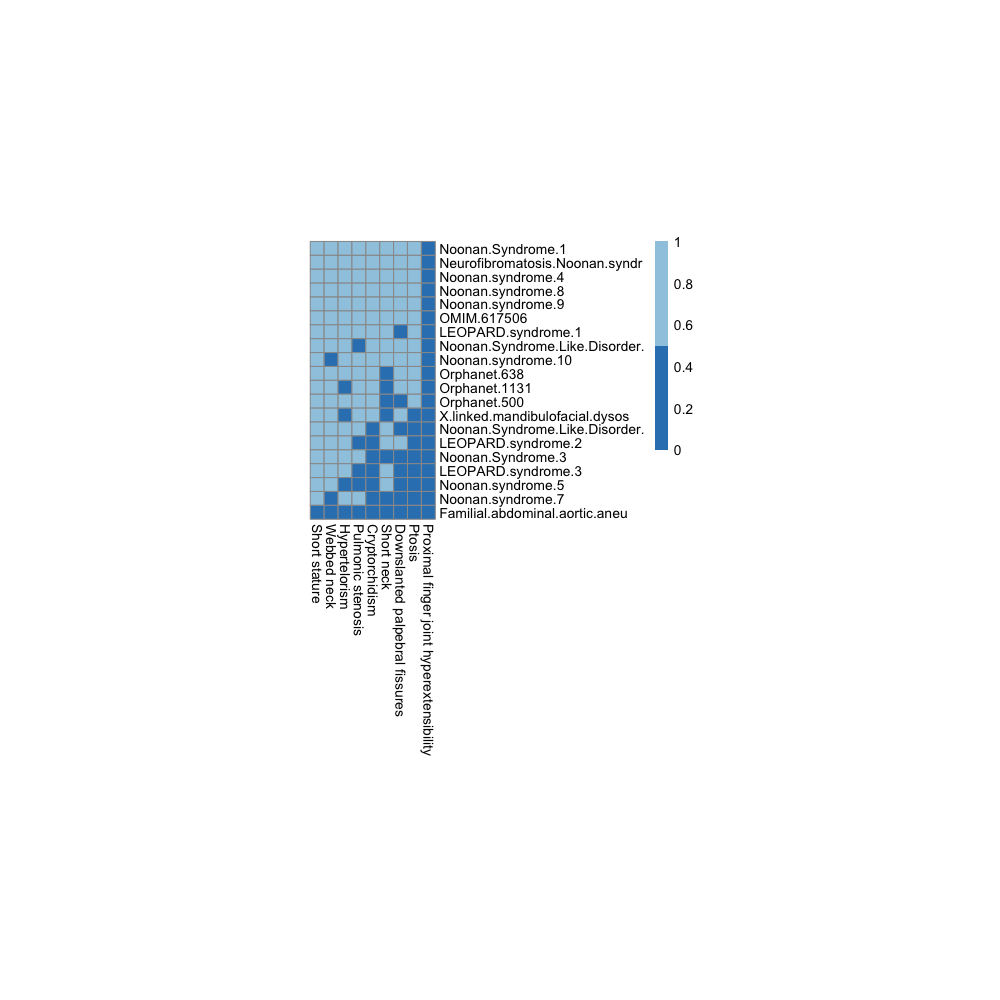 Noonan.Syndrome.1
Neurofibromatosis.Noonan.syndr
Noonan.syndrome.4
Noonan.syndrome.8
Noonan.syndrome.9
OMIM.617506
LEOPARD.syndrome.1
Noonan.Syndrome.Like.Disorder.
Noonan.syndrome.10
Orphanet.638
Orphanet.1131
Orphanet.500
X.linked.mandibulofacial.dysos
Noonan.Syndrome.Like.Disorder.
LEOPARD.syndrome.2
Noonan.Syndrome.3
LEOPARD.syndrome.3
Noonan.syndrome.5
Noonan.syndrome.7
Familial.abdominal.aortic.aneu
1
0.8
0.6
0.4
0.2
0
Short stature
Webbed neck
Hypertelorism
Pulmonic stenosis
Cryptorchidism
Short neck
Downslanted palpebral fissures
Ptosis
Proximal finger joint hyperextensibility